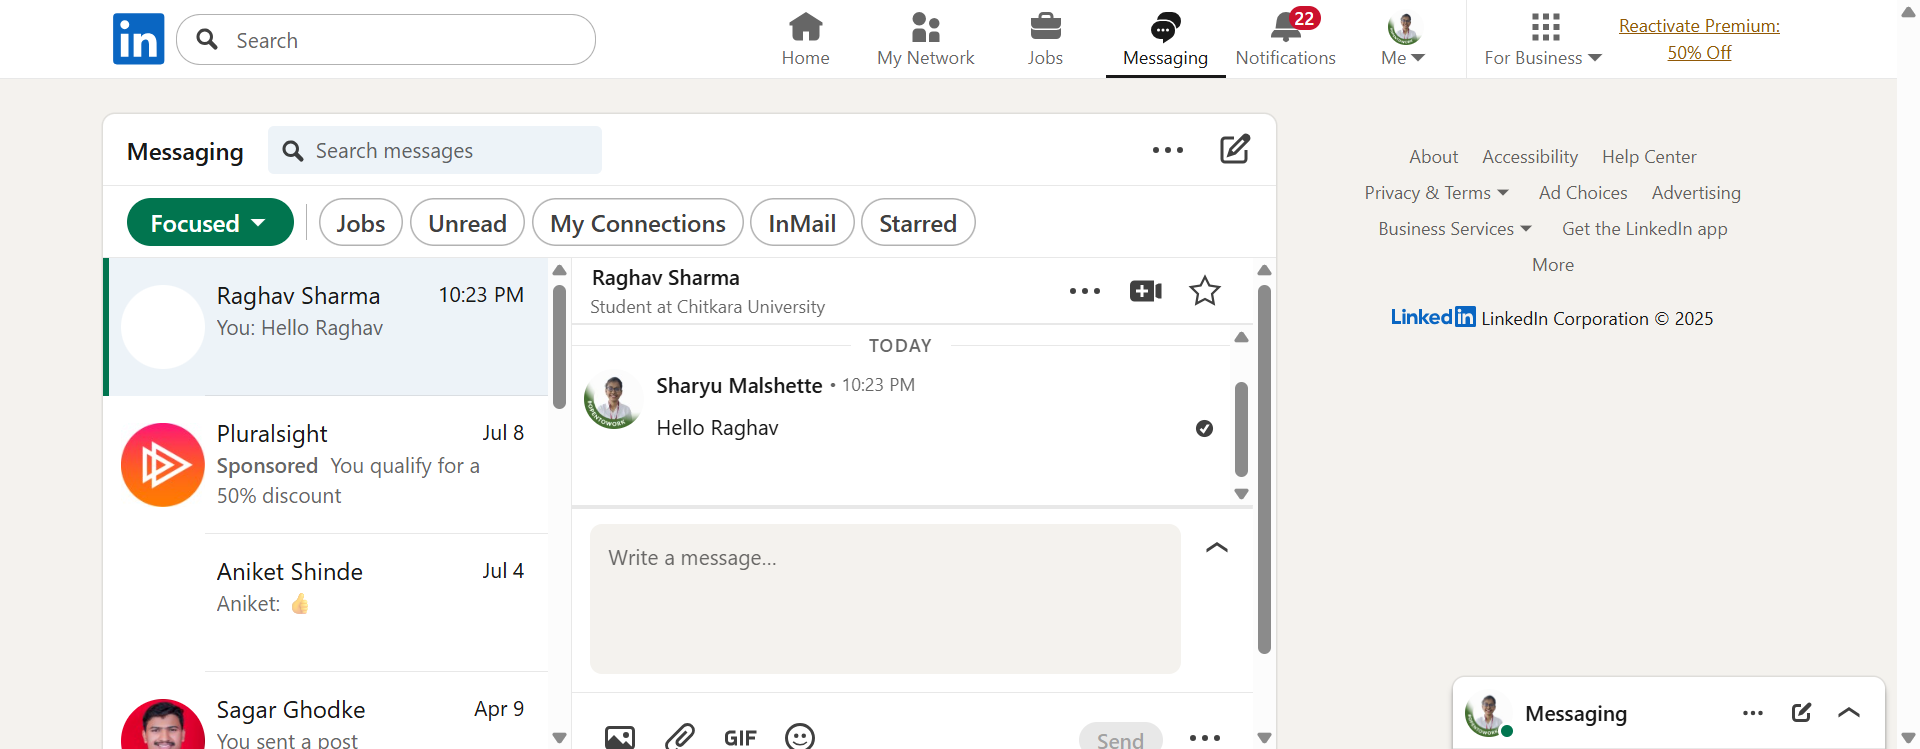 in
Search
Home
My Network
Jobs
Messaging
22
Notifications
Me
For Business
Reactivate Premium:
50% Off
Messaging
Search messages
Focused
Jobs
Unread
My Connections
InMail
Starred
Raghav Sharma
10:23 PM
You: Hello Raghav
Pluralsight
Jul 8
Sponsored You qualify for a
50% discount
Aniket Shinde
Jul 4
Aniket: 👍
Sagar Ghodke
Apr 9
You sent a post
Raghav Sharma
Student at Chitkara University
TODAY
Sharyu Malshette • 10:23 PM
Hello Raghav
#OPENTOWORK
Write a message...
GIF
Send
About Accessibility Help Center
Privacy & Terms Ad Choices Advertising
Business Services Get the LinkedIn app
More
LinkedIn LinkedIn Corporation © 2025
Messaging